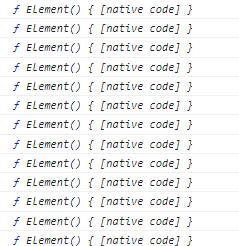 ƒ Element() { [native code] }
ƒ Element() { [native code] }
ƒ Element() { [native code] }
ƒ Element() { [native code] }
ƒ Element() { [native code] }
ƒ Element() { [native code] }
ƒ Element() { [native code] }
ƒ Element() { [native code] }
ƒ Element() { [native code] }
ƒ Element() { [native code] }
ƒ Element() { [native code] }
ƒ Element() { [native code] }
ƒ Element() { [native code] }